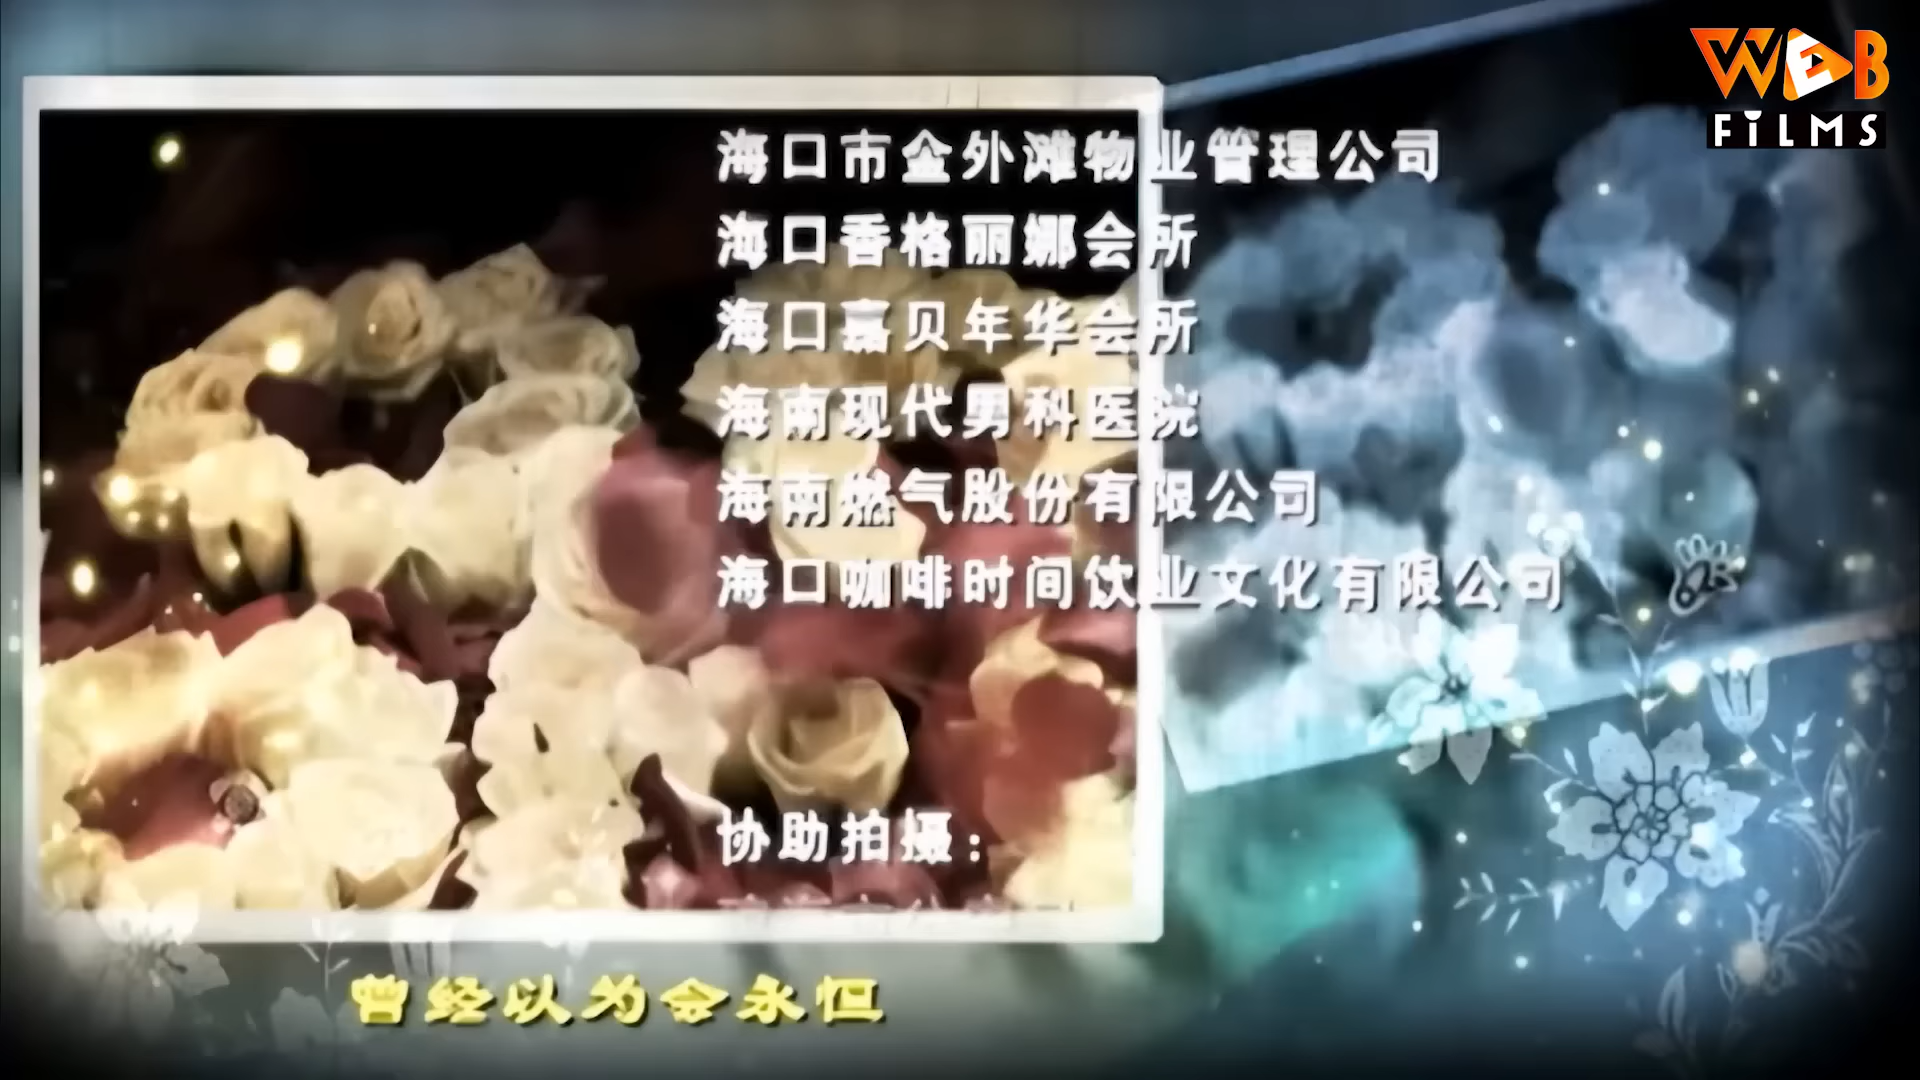 WEB
FiLMS
海口市金外滩物业管理公司
海口香格丽娜会所
海口嘉贝年华会所
海南现代男科医院
海南燃气股份有限公司
海口咖啡时间饮业文化有限公司
协助拍摄：
曾经以为会永恒